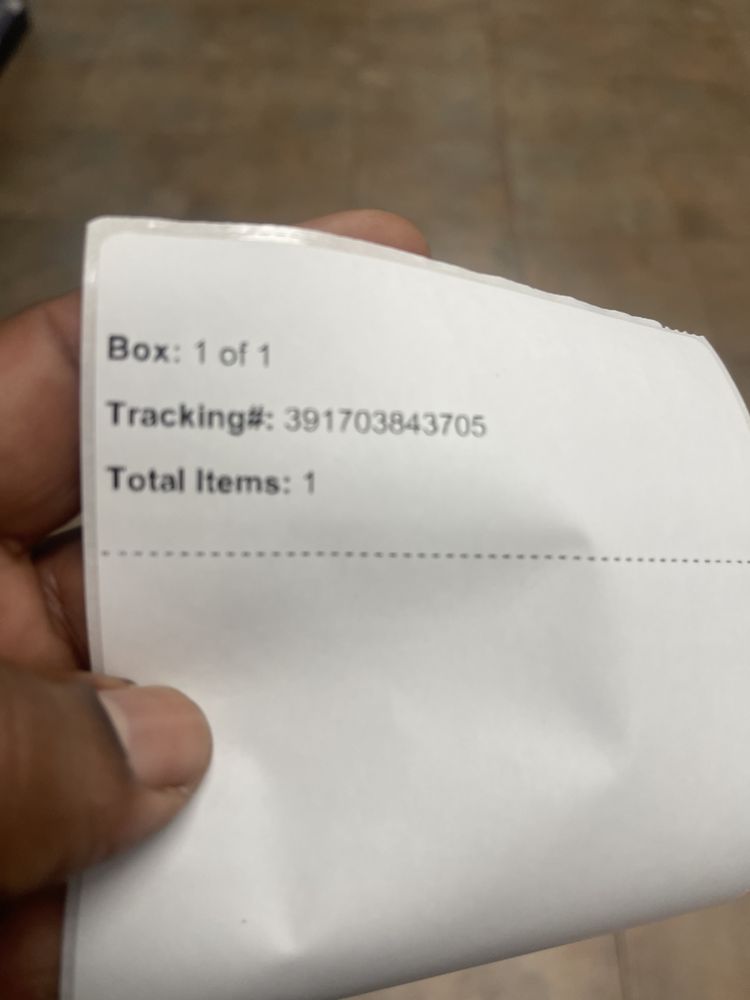 Box: 1 of 1
Tracking#: 391703843705
Total Items: 1